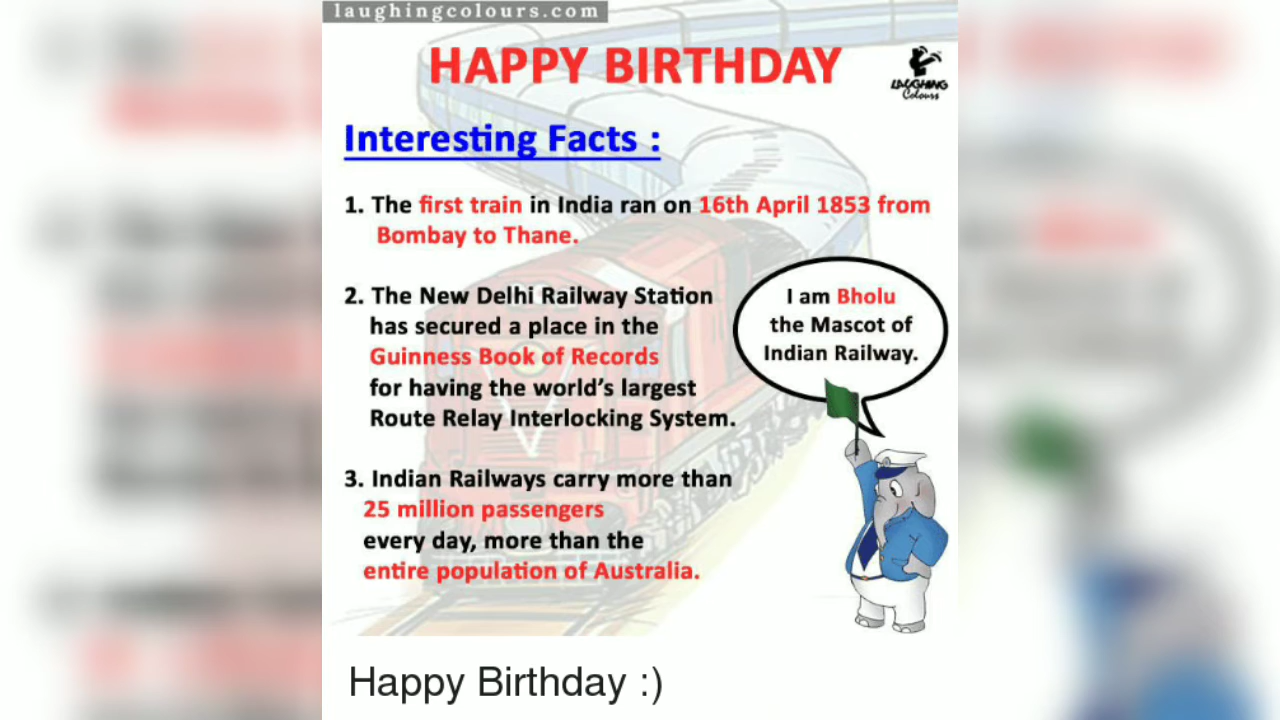 laughingcolours.com
HAPPY BIRTHDAY
LAUGHING
Colours
Interesting Facts :
1. The first train in India ran on 16th April 1853 from
Bombay to Thane.
2. The New Delhi Railway Station
has secured a place in the
Guinness Book of Records
for having the world's largest
Route Relay Interlocking System.
I am Bholu
the Mascot of
Indian Railway.
3. Indian Railways carry more than
25 million passengers
every day, more than the
entire population of Australia.
Happy Birthday :)